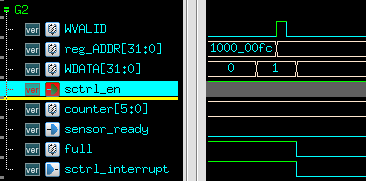 G2
ver WVALID
ver reg_ADDR[31:0] 1000_00fc
ver WDATA[31:0] 0 1
ver sctrl_en
ver counter[5:0]
ver sensor_ready
ver full
ver sctrl_interrupt